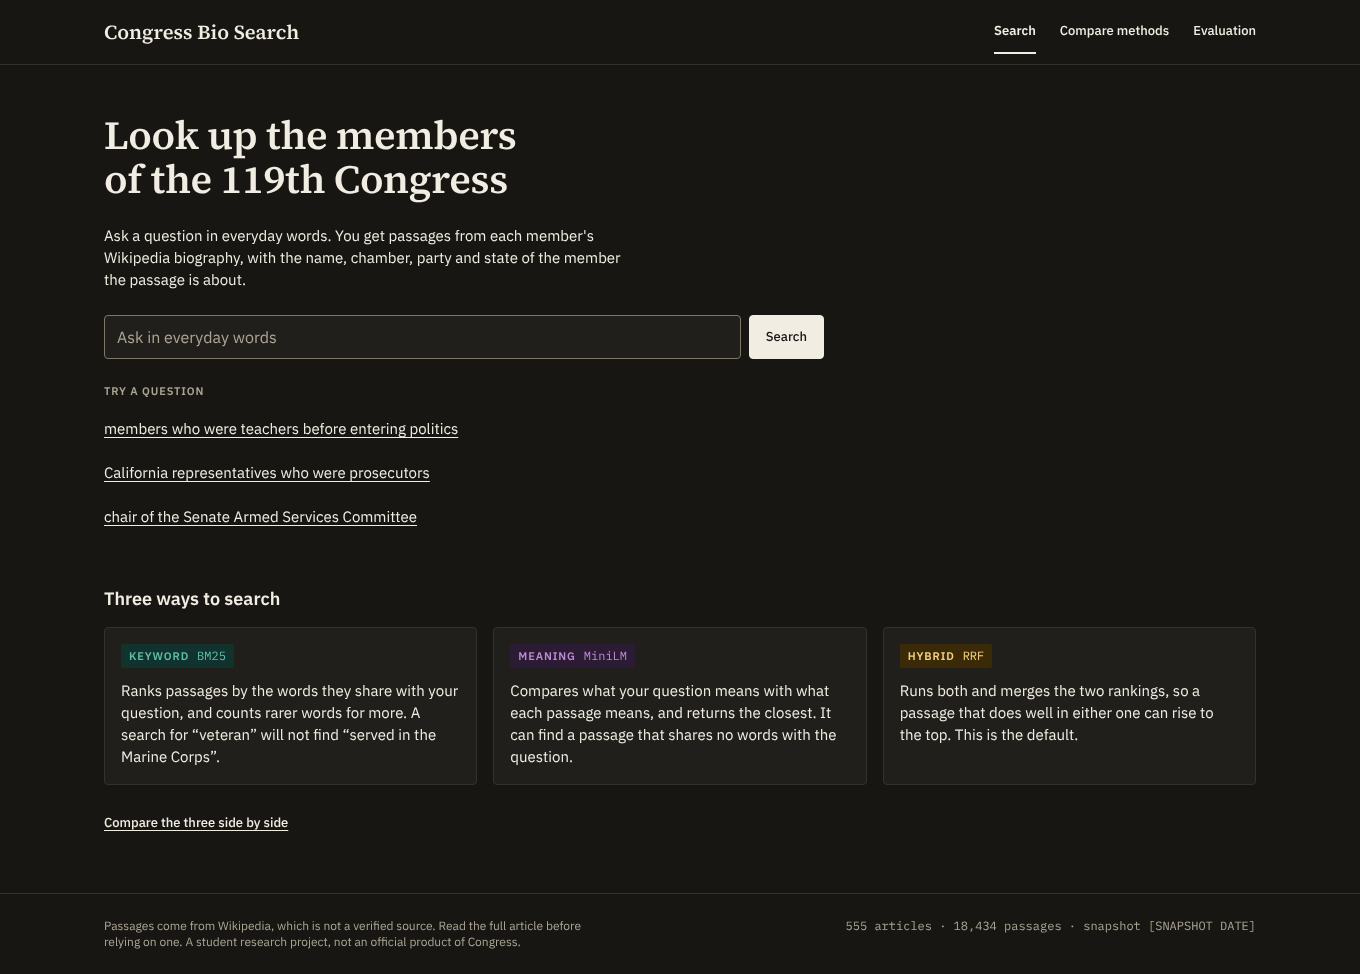 Congress Bio Search
Search
Compare methods
Evaluation
Look up the members
of the 119th Congress
Ask a question in everyday words. You get passages from each member's
Wikipedia biography, with the name, chamber, party and state of the member
the passage is about.
Ask in everyday words
Search
TRY A QUESTION
members who were teachers before entering politics
California representatives who were prosecutors
chair of the Senate Armed Services Committee
Three ways to search
KEYWORD BM25
Ranks passages by the words they share with your
question, and counts rarer words for more. A
search for “veteran” will not find “served in the
Marine Corps”.
MEANING MiniLM
Compares what your question means with what
each passage means, and returns the closest. It
can find a passage that shares no words with the
question.
HYBRID RRF
Runs both and merges the two rankings, so a
passage that does well in either one can rise to
the top. This is the default.
Compare the three side by side
Passages come from Wikipedia, which is not a verified source. Read the full article before
relying on one. A student research project, not an official product of Congress.
555 articles · 18,434 passages · snapshot [SNAPSHOT DATE]